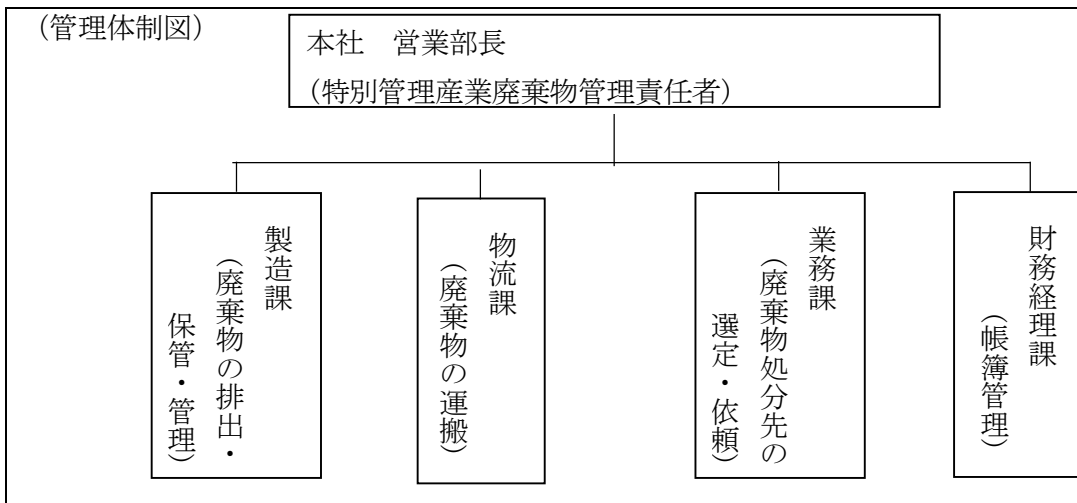 （管理体制図）
本社　営業部長
（特別管理産業廃棄物管理責任者）
製造課
（廃棄物の排出・
保管・管理）
物流課
（廃棄物の運搬）
業務課
（廃棄物処分先の
選定・依頼）
財務経理課
（帳簿管理）